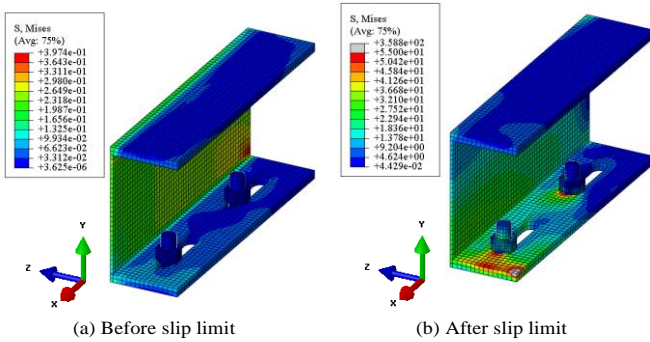 S, Mises
(Avg: 75%)
+3.974e-01
+3.643e-01
+3.311e-01
+2.980e-01
+2.649e-01
+2.318e-01
+1.987e-01
+1.656e-01
+1.325e-01
+9.934e-02
+6.623e-02
+3.312e-02
+3.625e-06
Y
Z
X
(a) Before slip limit
S, Mises
(Avg: 75%)
+3.588e+02
+5.500e+01
+5.042e+01
+4.584e+01
+4.126e+01
+3.668e+01
+3.210e+01
+2.752e+01
+2.294e+01
+1.836e+01
+1.378e+01
+9.204e+00
+4.624e+00
+4.429e-02
Y
Z
X
(b) After slip limit